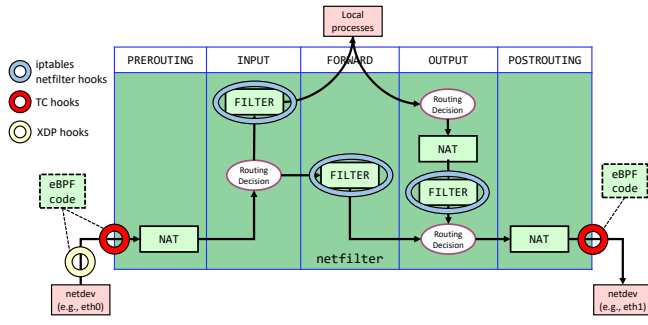 Local
processes
iptables
netfilter hooks
TC hooks
XDP hooks
PREROUTING
INPUT
FORWARD
OUTPUT
POSTROUTING
FILTER
Routing
Decision
NAT
eBPF
code
Routing
Decision
FILTER
FILTER
eBPF
code
NAT
Routing
Decision
NAT
netfilter
netdev
(e.g., eth0)
netdev
(e.g., eth1)